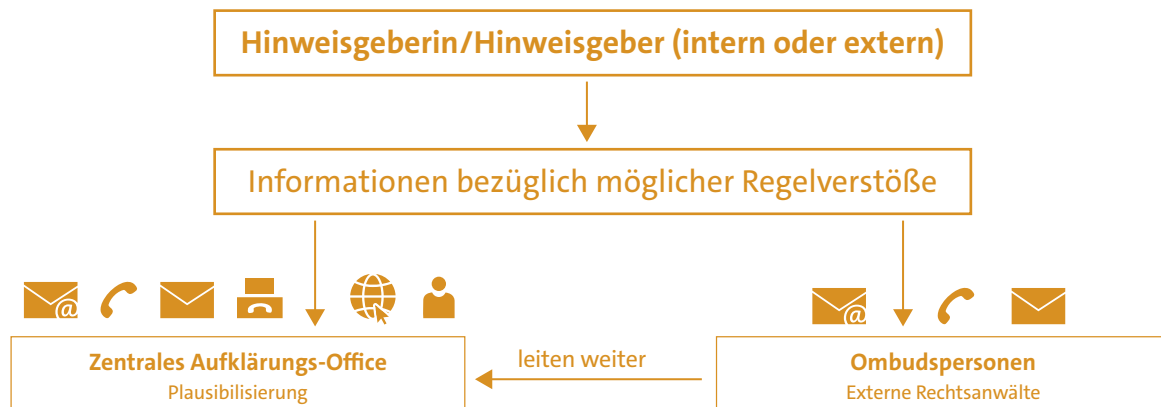 Hinweisgeberin/Hinweisgeber (intern oder extern)
Informationen bezüglich möglicher Regelverstöße
@
@
Zentrales Aufklärungs-Office
Plausibilisierung
leiten weiter
Ombudspersonen
Externe Rechtsanwälte